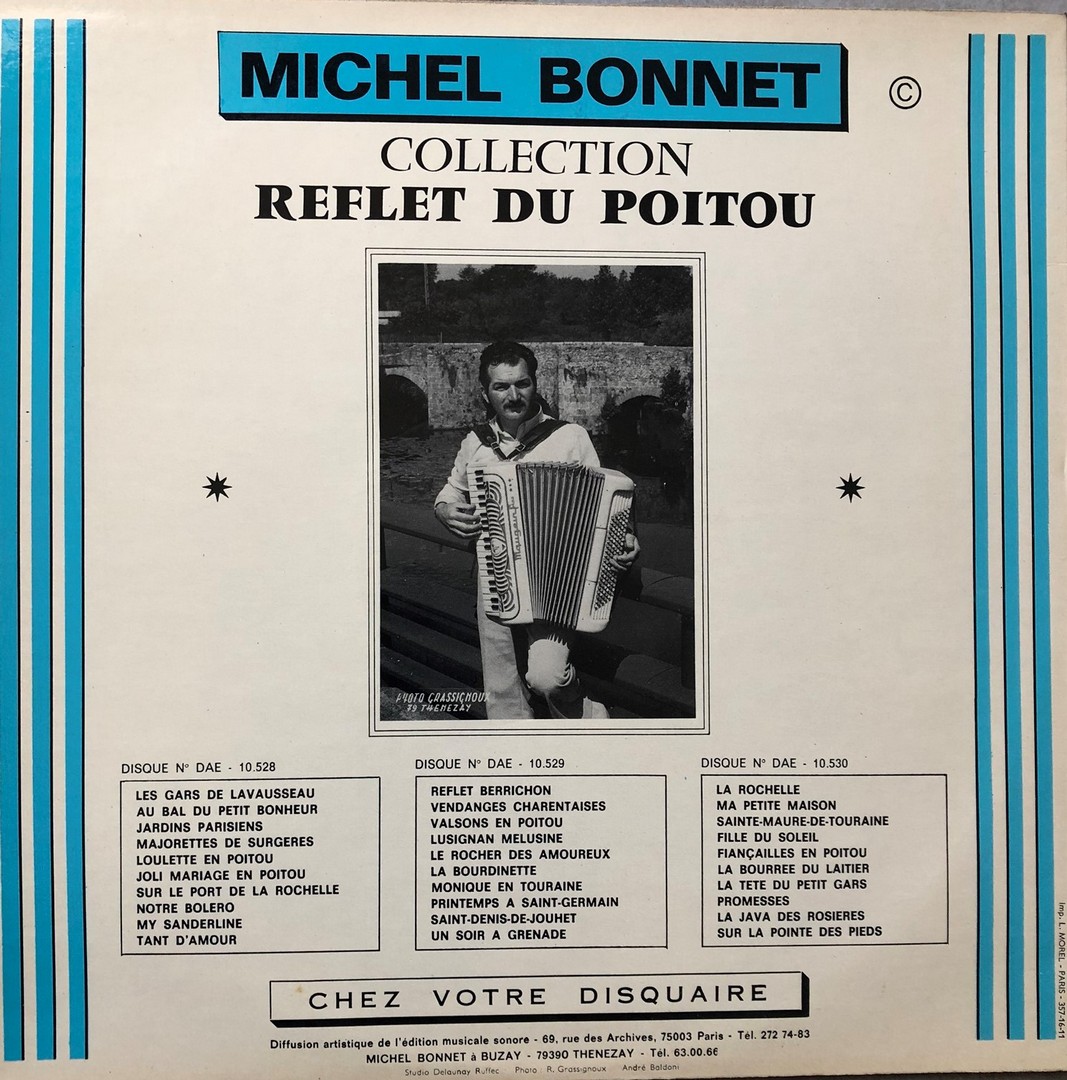 MICHEL BONNET
©
COLLECTION
REFLET DU POITOU
Maugein
PHOTO GRASSIGNOUX
79 THENEZAY
DISQUE N° DAE - 10.528
LES GARS DE LAVAUSSEAU
AU BAL DU PETIT BONHEUR
JARDINS PARISIENS
MAJORETTES DE SURGERES
LOULETTE EN POITOU
JOLI MARIAGE EN POITOU
SUR LE PORT DE LA ROCHELLE
NOTRE BOLERO
MY SANDERLINE
TANT D'AMOUR
DISQUE N° DAE - 10.529
REFLET BERRICHON
VENDANGES CHARENTAISES
VALSONS EN POITOU
LUSIGNAN MELUSINE
LE ROCHER DES AMOUREUX
LA BOURDINETTE
MONIQUE EN TOURAINE
PRINTEMPS A SAINT-GERMAIN
SAINT-DENIS-DE-JOUHET
UN SOIR A GRENADE
DISQUE N° DAE - 10.530
LA ROCHELLE
MA PETITE MAISON
SAINTE-MAURE-DE-TOURAINE
FILLE DU SOLEIL
FIANÇAILLES EN POITOU
LA BOURREE DU LAITIER
LA TETE DU PETIT GARS
PROMESSES
LA JAVA DES ROSIERES
SUR LA POINTE DES PIEDS
CHEZ VOTRE DISQUAIRE
Diffusion artistique de l'édition musicale sonore - 69, rue des Archives, 75003 Paris - Tél. 272 74-83
MICHEL BONNET à BUZAY - 79390 THENEZAY - Tél. 63.00.66
Studio Delaunay Ruffec Photo : R. Grassignoux André Baldoni
Imp. L. MOREL - PARIS - 357-16-11